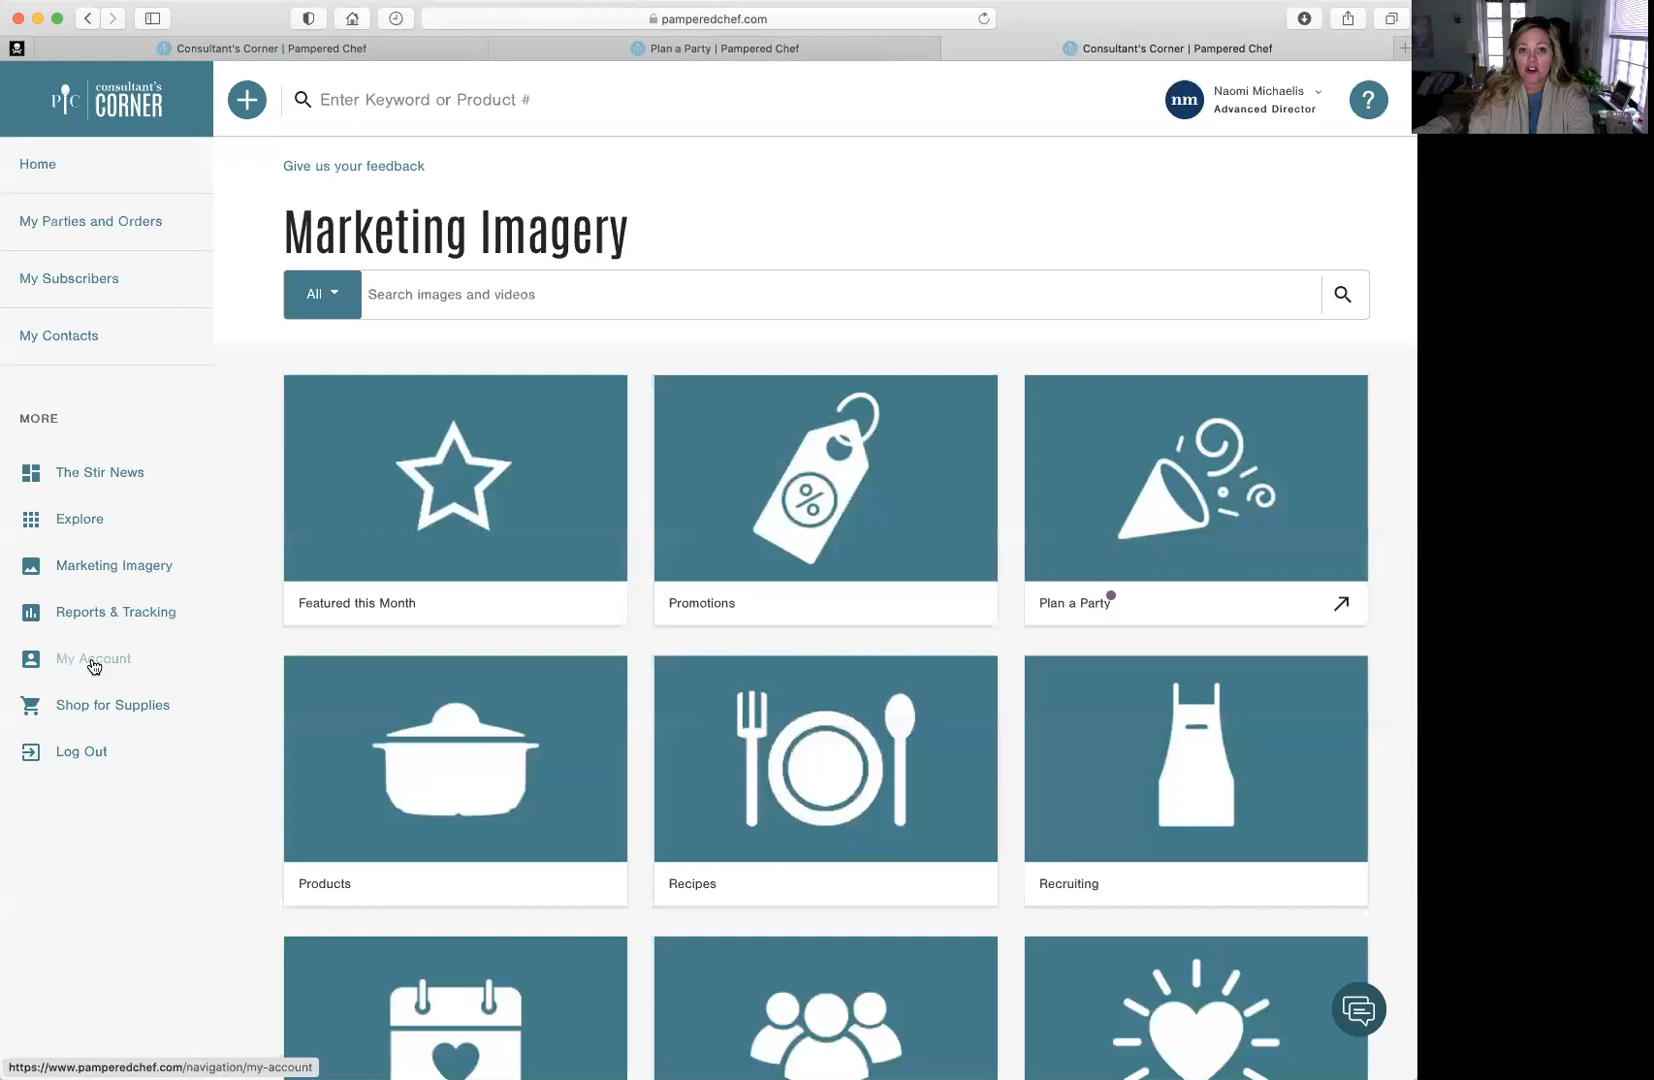 pamperedchef.com
Consultant's Corner | Pampered Chef
Plan a Party | Pampered Chef
Consultant's Corner | Pampered Chef
PC consultant's CORNER
Enter Keyword or Product #
nm
Naomi Michaelis
Advanced Director
?
Home
My Parties and Orders
My Subscribers
My Contacts
MORE
The Stir News
Explore
Marketing Imagery
Reports & Tracking
My Account
Shop for Supplies
Log Out
Give us your feedback
Marketing Imagery
All
Search images and videos
%
Featured this Month
Promotions
Plan a Party
Products
Recipes
Recruiting
https://www.pamperedchef.com/navigation/my-account